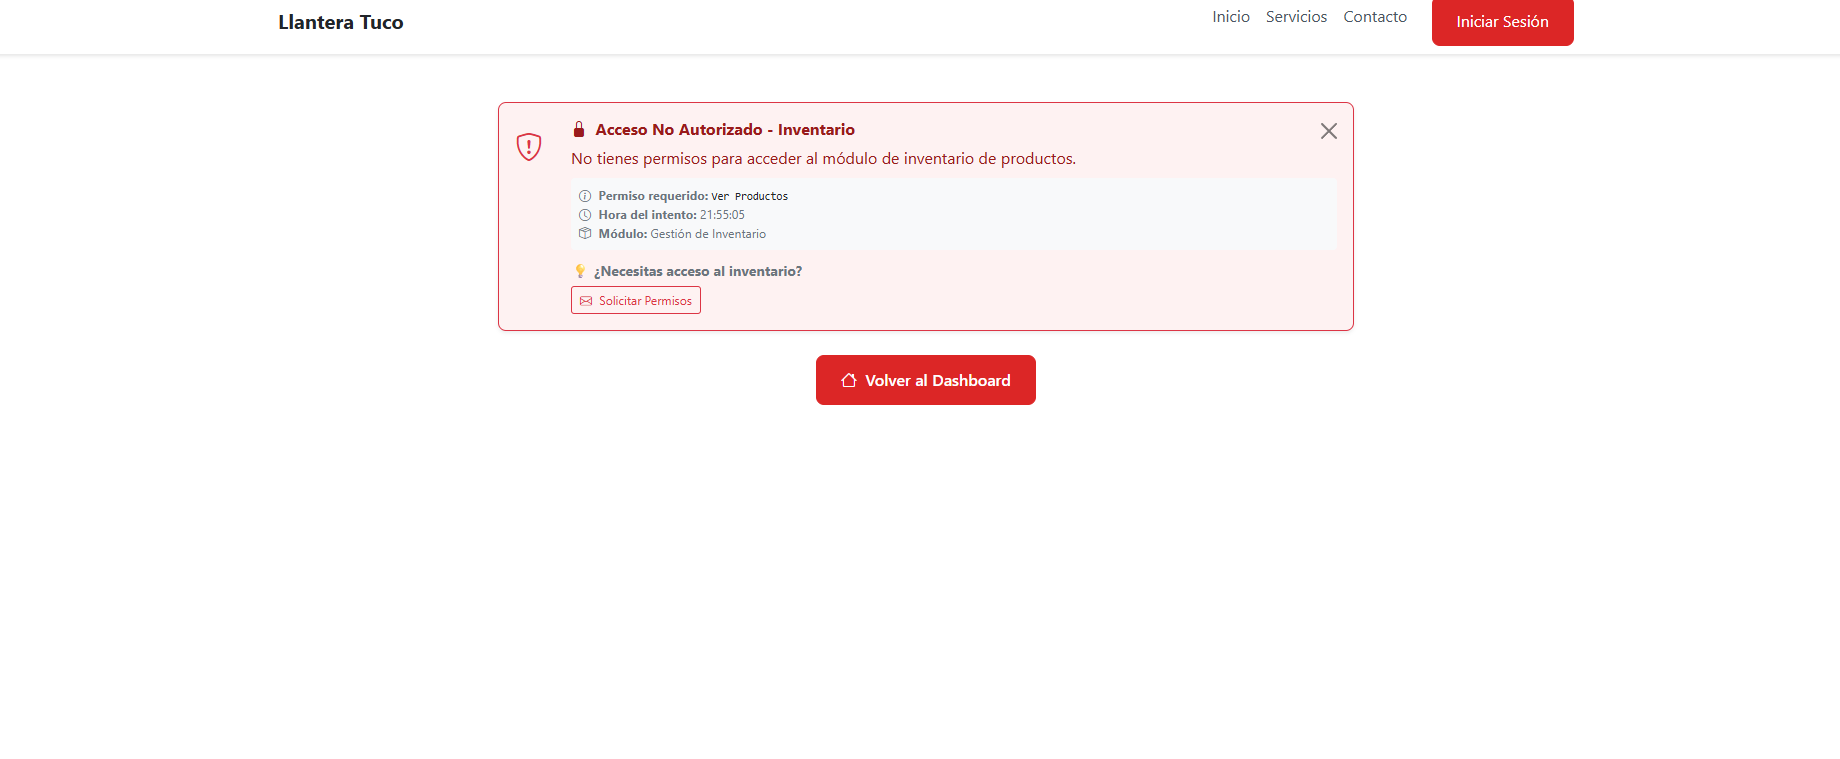 Llantera Tuco
Inicio Servicios Contacto Iniciar Sesión
Acceso No Autorizado - Inventario
No tienes permisos para acceder al módulo de inventario de productos.
Permiso requerido: Ver Productos
Hora del intento: 21:55:05
Módulo: Gestión de Inventario
¿Necesitas acceso al inventario?
Solicitar Permisos
Volver al Dashboard